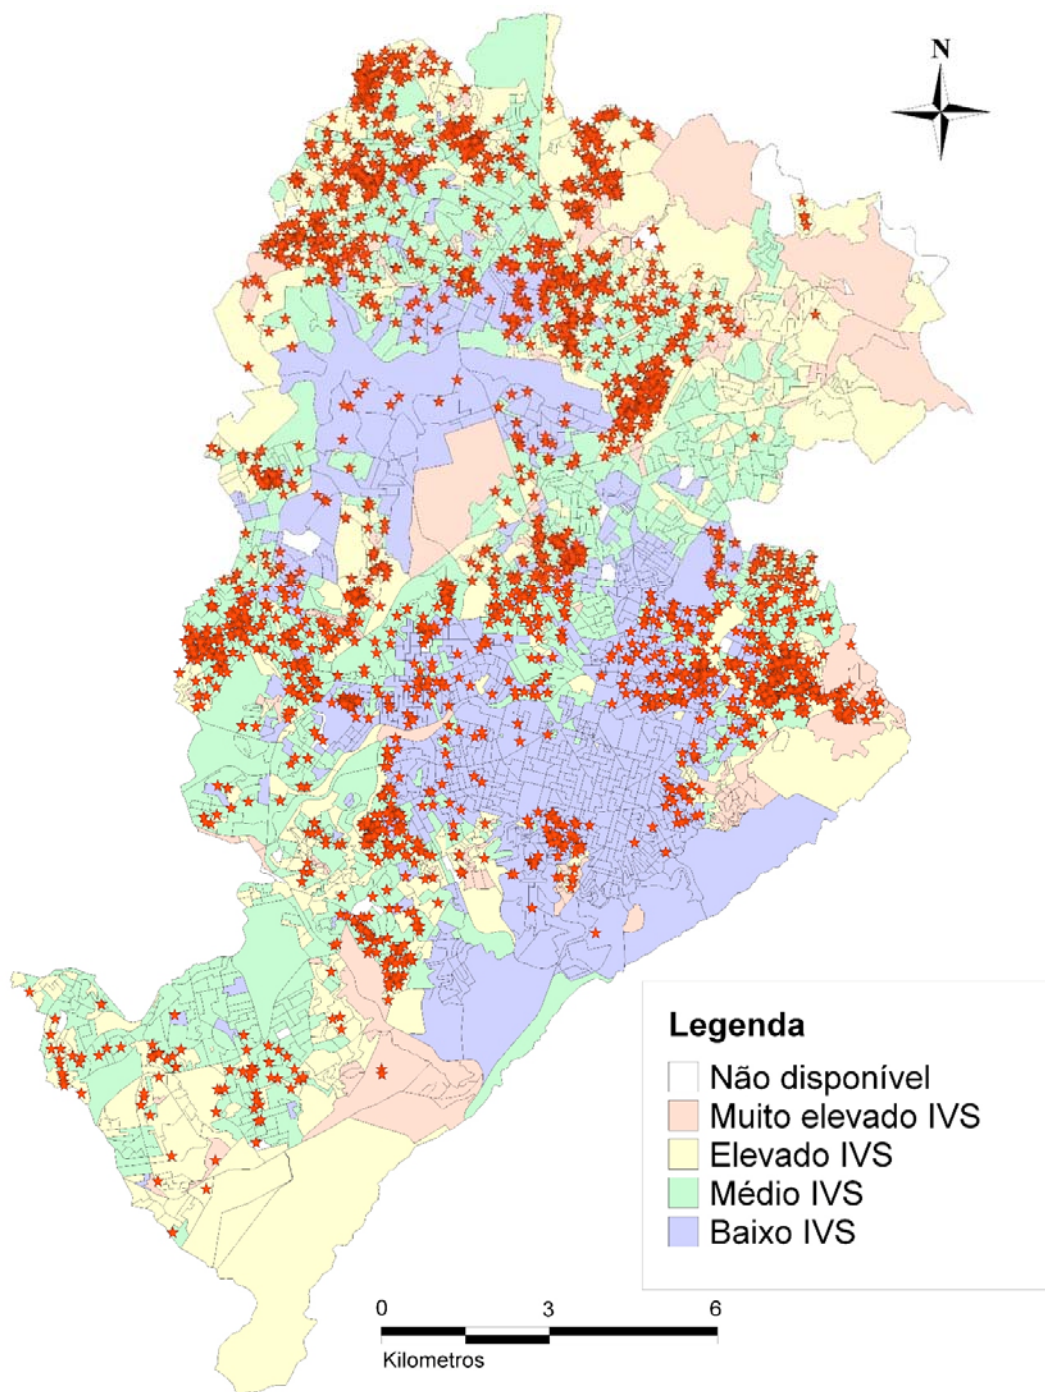 N
Legenda
Não disponível
Muito elevado IVS
Elevado IVS
Médio IVS
Baixo IVS
0 3 6
Kilometros